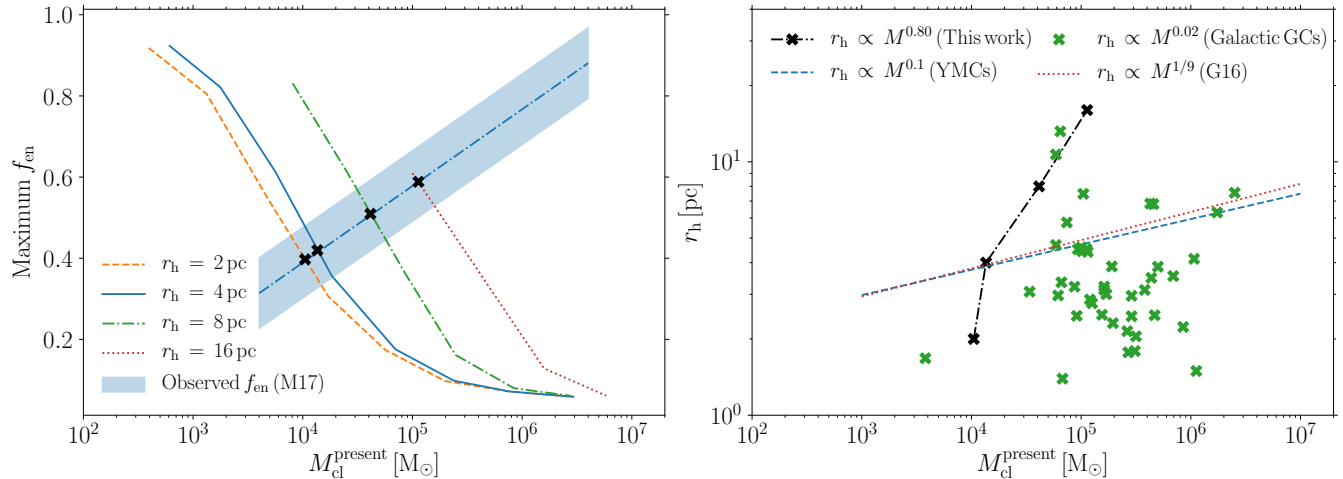 1.0
0.8
0.6
0.4
0.2
Maximum f_en
r_h = 2 pc
r_h = 4 pc
r_h = 8 pc
r_h = 16 pc
Observed f_en (M17)
10^2
10^3
10^4
10^5
10^6
10^7
M_cl^present [M_⊙]
r_h ∝ M^0.80 (This work)
r_h ∝ M^0.1 (YMCs)
r_h ∝ M^0.02 (Galactic GCs)
r_h ∝ M^1/9 (G16)
10^1
10^0
r_h [pc]
10^2
10^3
10^4
10^5
10^6
10^7
M_cl^present [M_⊙]